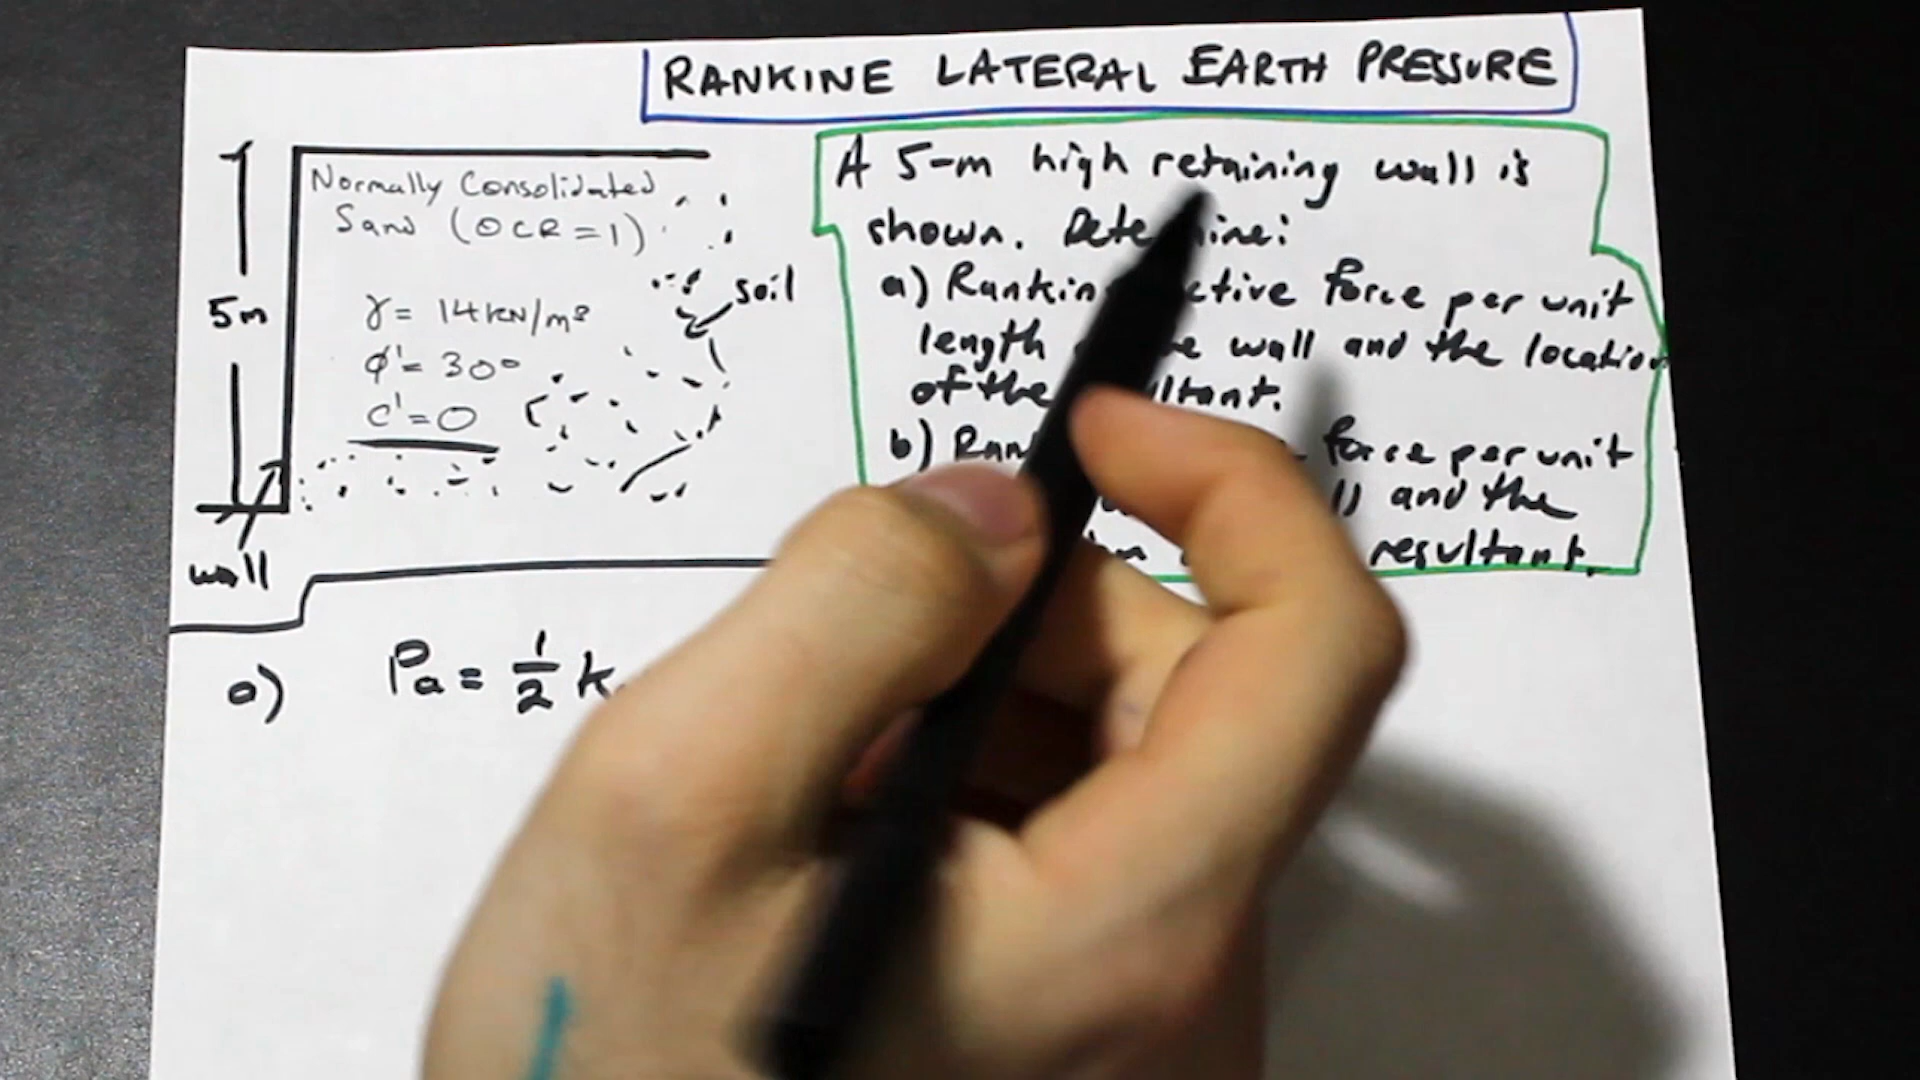 RANKINE LATERAL EARTH PRESSURE
Normally Consolidated
Sand (OCR=1)
γ = 14 kN/m³
ϕ' = 30°
c' = 0
5m
soil
wall
A 5-m high retaining wall is
shown.
a) force per unit
length wall and the location
of the
b) force per unit
and the
resultant.
a) Pa = 1/2 k